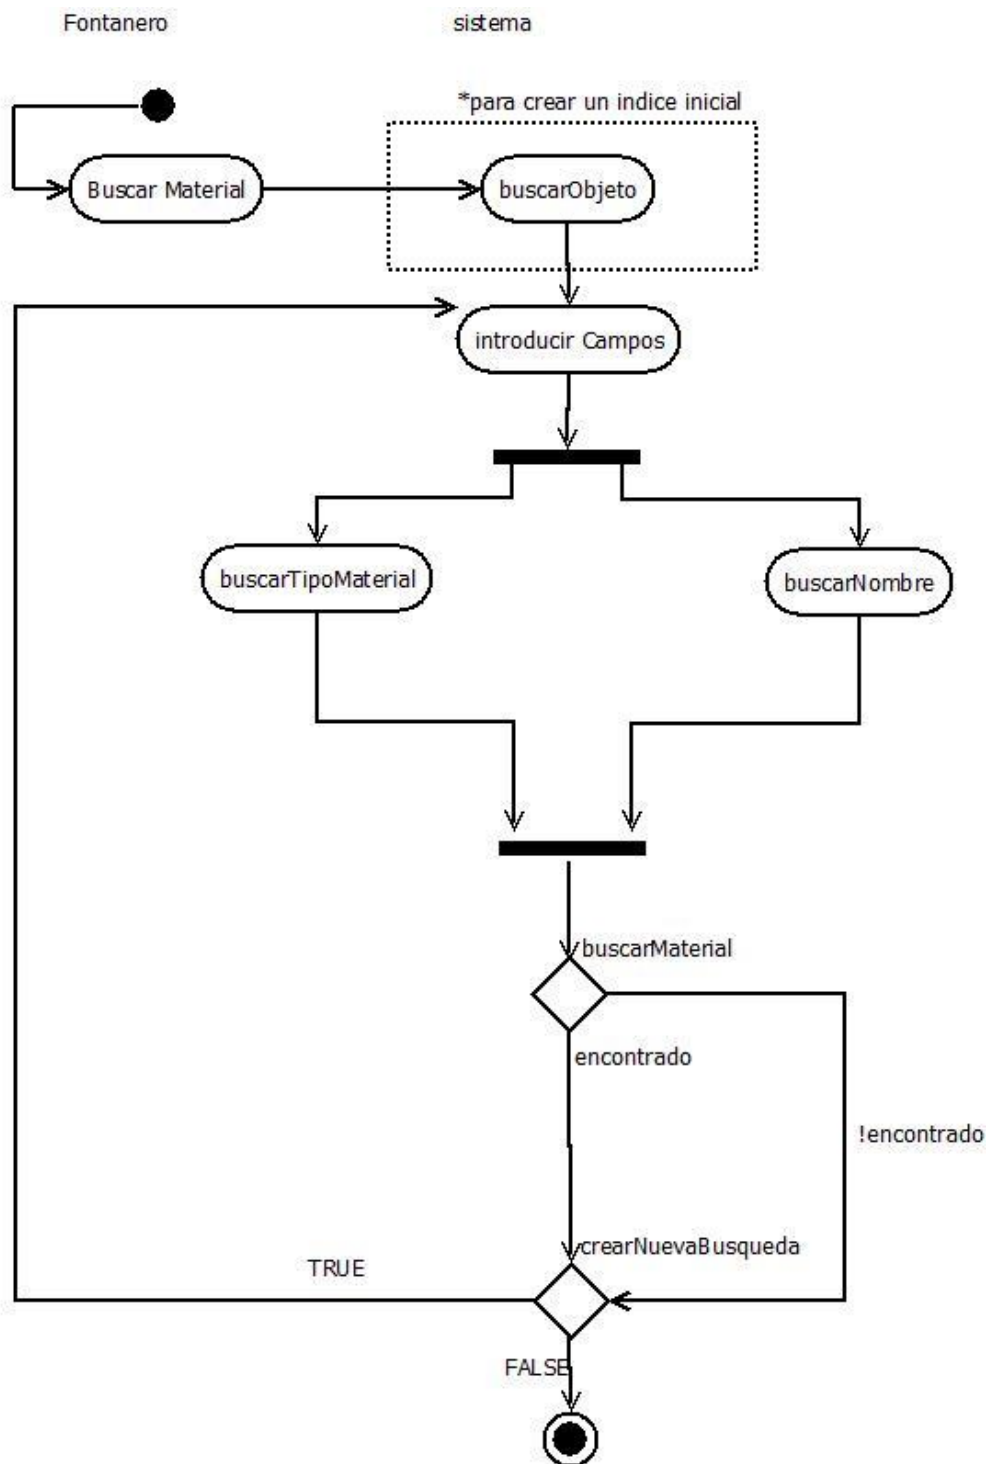 Fontanero
sistema
*para crear un indice inicial
Buscar Material
buscarObjeto
introducir Campos
buscarTipoMaterial
buscarNombre
buscarMaterial
encontrado
!encontrado
crearNuevaBusqueda
TRUE
FALSE